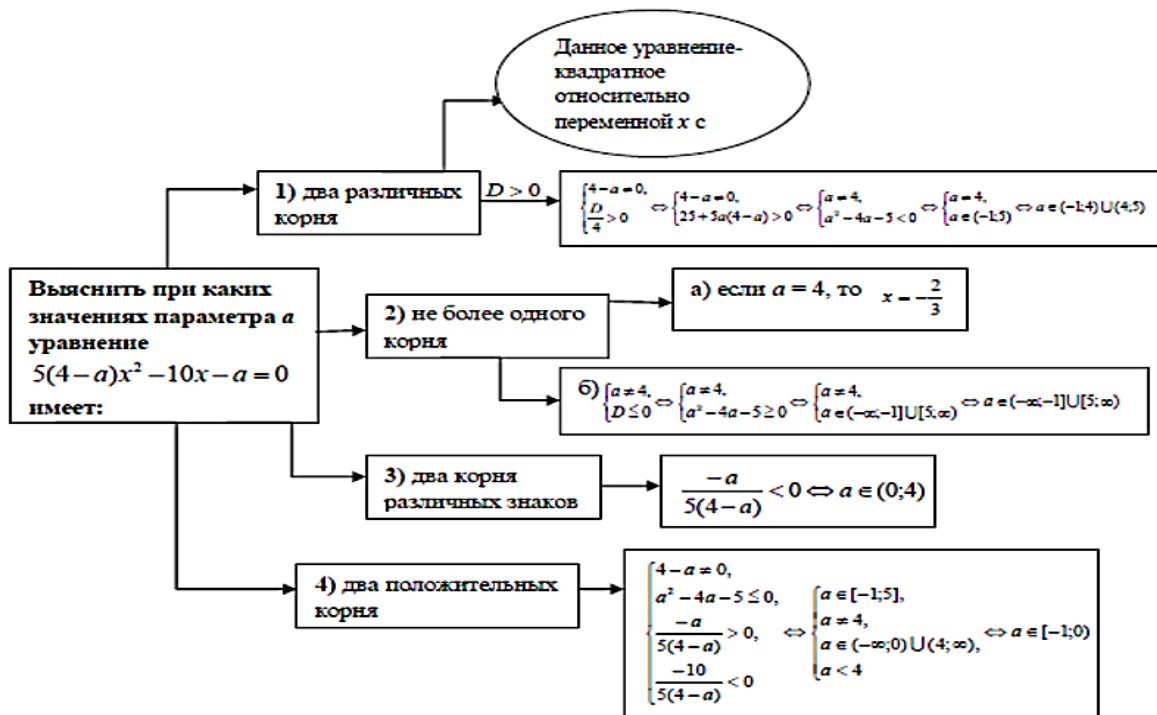 Данное уравнение-
квадратное
относительно
переменной x с
1) два различных
корня
D > 0
{4 − a ≠ 0, D/4 > 0 ⇔ {4 − a ≠ 0, 25 + 5a(4 − a) > 0 ⇔ {a ≠ 4, a² − 4a − 5 < 0 ⇔ {a ≠ 4, a ∈ (−1;5) ⇔ a ∈ (−1;4) ∪ (4;5)
Выяснить при каких
значениях параметра a
уравнение
5(4 − a)x² − 10x − a = 0
имеет:
2) не более одного
корня
а) если a = 4, то x = −2/3
б) {a ≠ 4, D ≤ 0 ⇔ {a ≠ 4, a² − 4a − 5 ≥ 0 ⇔ {a ≠ 4, a ∈ (−∞;−1] ∪ [5;∞) ⇔ a ∈ (−∞;−1] ∪ [5;∞)
3) два корня
различных знаков
−a/5(4 − a) < 0 ⇔ a ∈ (0;4)
4) два положительных
корня
{4 − a ≠ 0, a² − 4a − 5 ≤ 0, −a/5(4 − a) > 0, −10/5(4 − a) < 0 ⇔ {a ∈ [−1;5], a ≠ 4, a ∈ (−∞;0) ∪ (4;∞), a < 4 ⇔ a ∈ [−1;0)